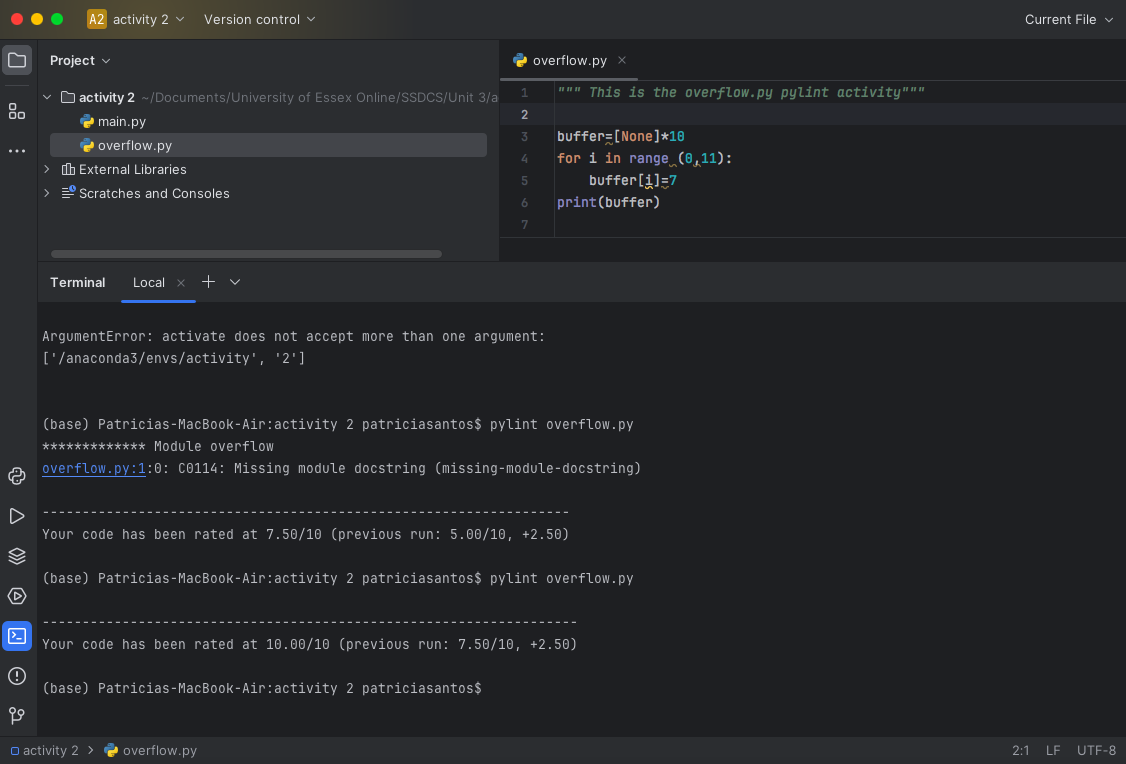 A2 activity 2 Version control Current File
Project
activity 2 ~/Documents/University of Essex Online/SSDCS/Unit 3/a
main.py
overflow.py
External Libraries
Scratches and Consoles
overflow.py
1 """ This is the overflow.py pylint activity"""
2
3 buffer=[None]*10
4 for i in range (0,11):
5 buffer[i]=7
6 print(buffer)
7
Terminal Local
ArgumentError: activate does not accept more than one argument:
['/anaconda3/envs/activity', '2']
(base) Patricias-MacBook-Air:activity 2 patriciasantos$ pylint overflow.py
************* Module overflow
overflow.py:1:0: C0114: Missing module docstring (missing-module-docstring)
------------------------------------------------------------------
Your code has been rated at 7.50/10 (previous run: 5.00/10, +2.50)
(base) Patricias-MacBook-Air:activity 2 patriciasantos$ pylint overflow.py
-------------------------------------------------------------------
Your code has been rated at 10.00/10 (previous run: 7.50/10, +2.50)
(base) Patricias-MacBook-Air:activity 2 patriciasantos$
activity 2 > overflow.py 2:1 LF UTF-8